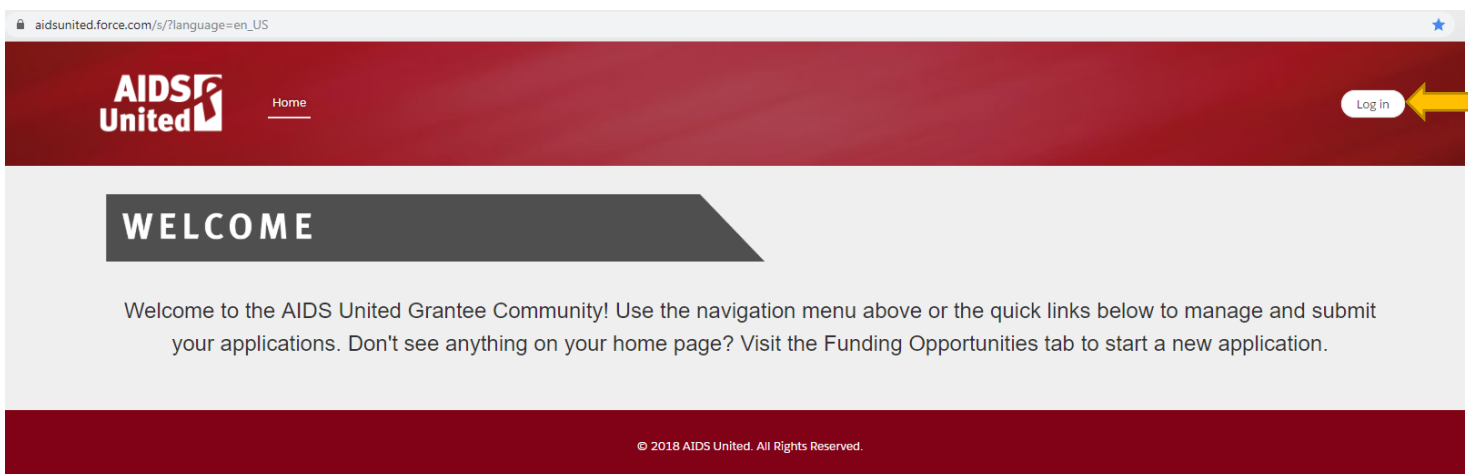 aidsunited.force.com/s/?language=en_US
AIDS
United
Home
Log in
WELCOME
Welcome to the AIDS United Grantee Community! Use the navigation menu above or the quick links below to manage and submit
your applications. Don't see anything on your home page? Visit the Funding Opportunities tab to start a new application.
© 2018 AIDS United. All Rights Reserved.